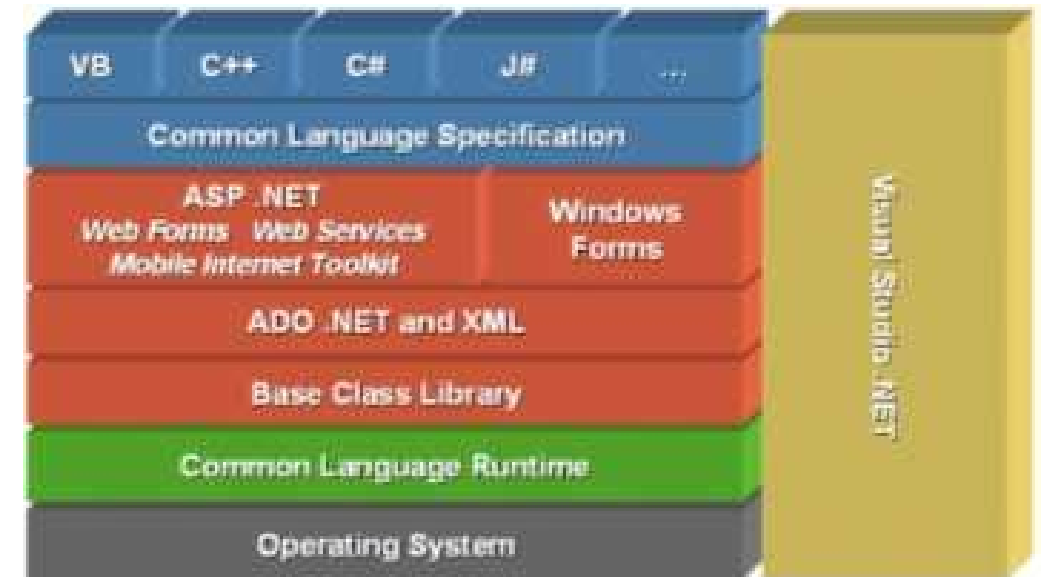 VB C++ C# J# ...
Common Language Specification
ASP .NET
Web Forms Web Services
Mobile Internet Toolkit
Windows
Forms
ADO .NET and XML
Base Class Library
Common Language Runtime
Operating System
Visual Studio .NET